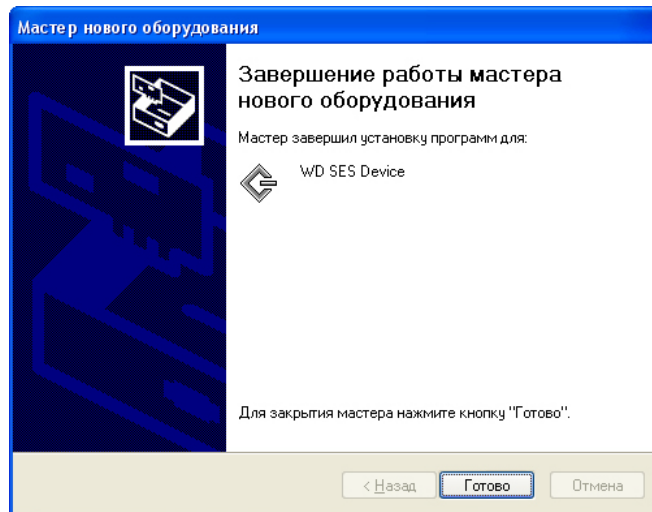 Мастер нового оборудования
Завершение работы мастера
нового оборудования
Мастер завершил установку программ для:
WD SES Device
Для закрытия мастера нажмите кнопку "Готово".
< Назад
Готово
Отмена